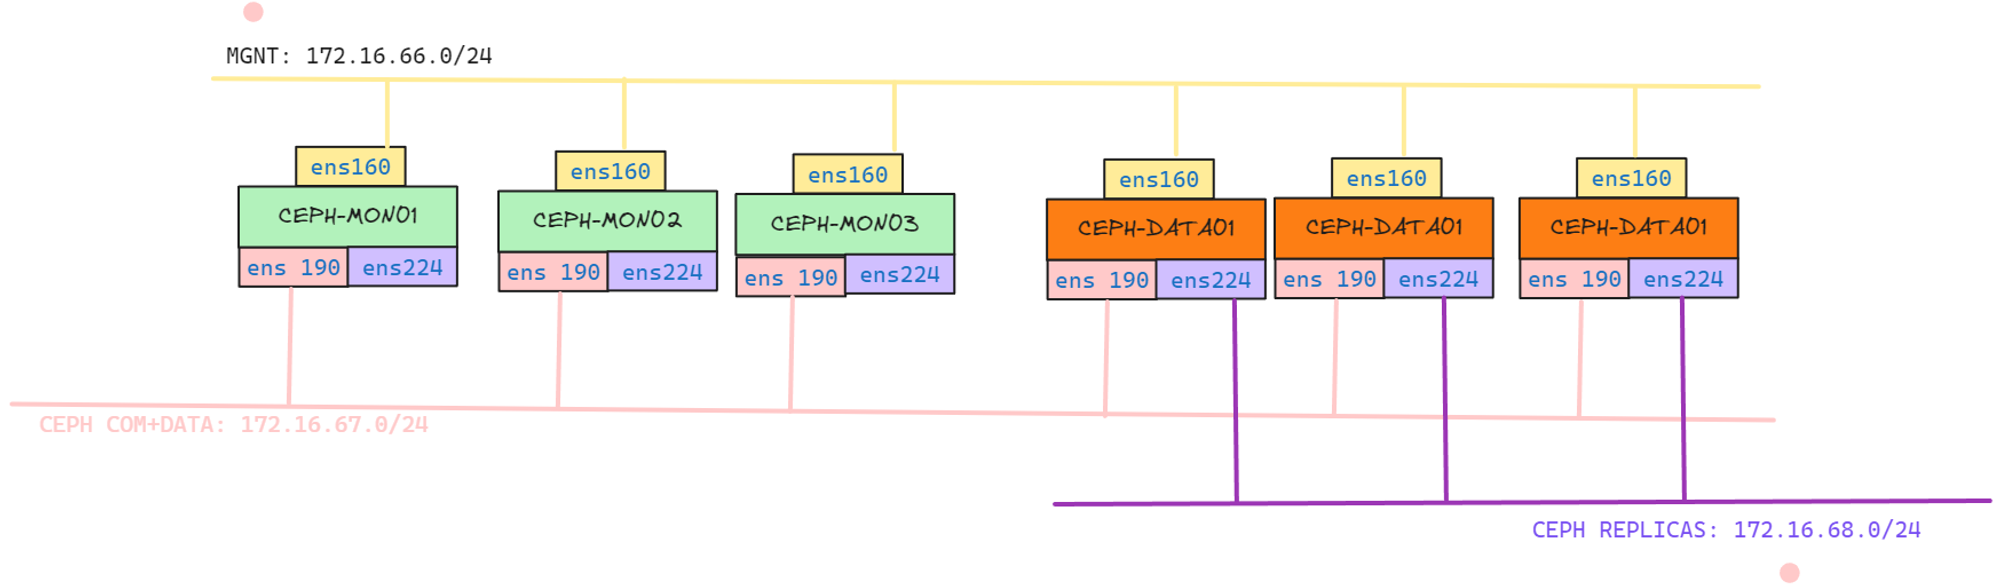 MGNT: 172.16.66.0/24
ens160
ens160
ens160
ens160
ens160
ens160
CEPH-MON01
CEPH-MON02
CEPH-MON03
CEPH-DATA01
CEPH-DATA01
CEPH-DATA01
ens 190
ens224
ens 190
ens224
ens 190
ens224
ens 190
ens224
ens 190
ens224
ens 190
ens224
CEPH COM+DATA: 172.16.67.0/24
CEPH REPLICAS: 172.16.68.0/24